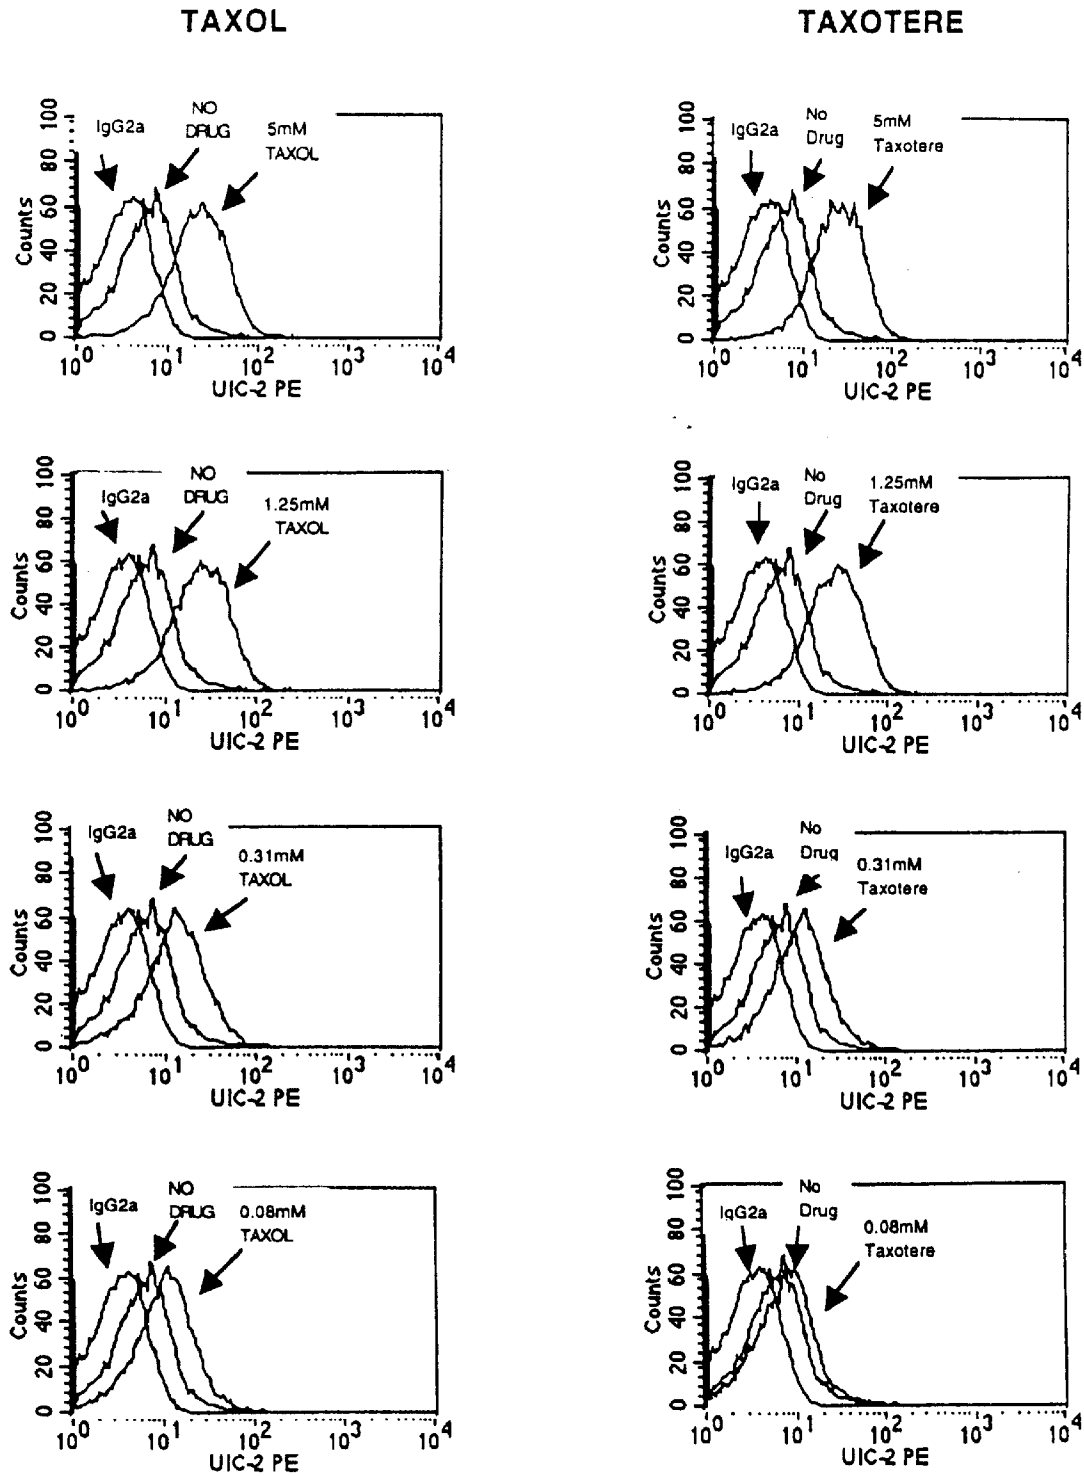 TAXOL
TAXOTERE
100
80
60
40
20
0
Counts
IgG2a
NO
DRUG
5mM
TAXOL
10^0
10^1
10^2
10^3
10^4
UIC-2 PE
100
80
60
40
20
0
Counts
IgG2a
No
Drug
5mM
Taxotere
10^0
10^1
10^2
10^3
10^4
UIC-2 PE
100
80
60
40
20
0
Counts
IgG2a
NO
DRUG
1.25mM
TAXOL
10^0
10^1
10^2
10^3
10^4
UIC-2 PE
100
80
60
40
20
0
Counts
IgG2a
No
Drug
1.25mM
Taxotere
10^0
10^1
10^2
10^3
10^4
UIC-2 PE
100
80
60
40
20
0
Counts
IgG2a
NO
DRUG
0.31mM
TAXOL
10^0
10^1
10^2
10^3
10^4
UIC-2 PE
100
80
60
40
20
0
Counts
IgG2a
No
Drug
0.31mM
Taxotere
10^0
10^1
10^2
10^3
10^4
UIC-2 PE
100
80
60
40
20
0
Counts
IgG2a
NO
DRUG
0.08mM
TAXOL
10^0
10^1
10^2
10^3
10^4
UIC-2 PE
100
80
60
40
20
0
Counts
IgG2a
No
Drug
0.08mM
Taxotere
10^0
10^1
10^2
10^3
10^4
UIC-2 PE